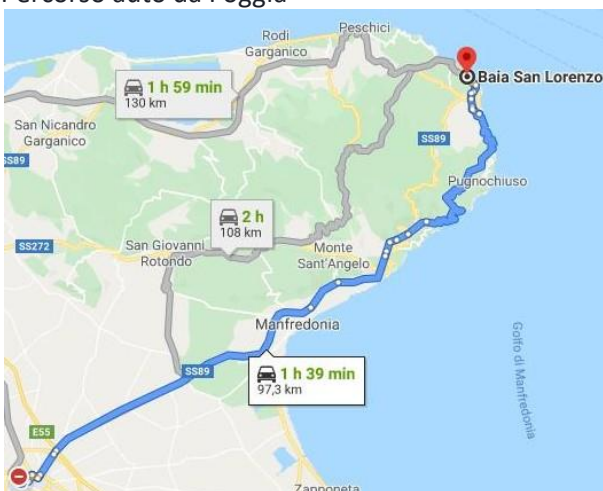 Percorso auto da Foggia
Rodi
Garganico
Peschici
Baia San Lorenzo
1 h 59 min
130 km
San Nicandro
Garganico
SS89
SS89
Pugnochiuso
2 h
108 km
SS272
San Giovanni
Rotondo
Monte
Sant'Angelo
Manfredonia
SS89
1 h 39 min
97,3 km
Golfo di Manfredonia
E55
Zapponeta